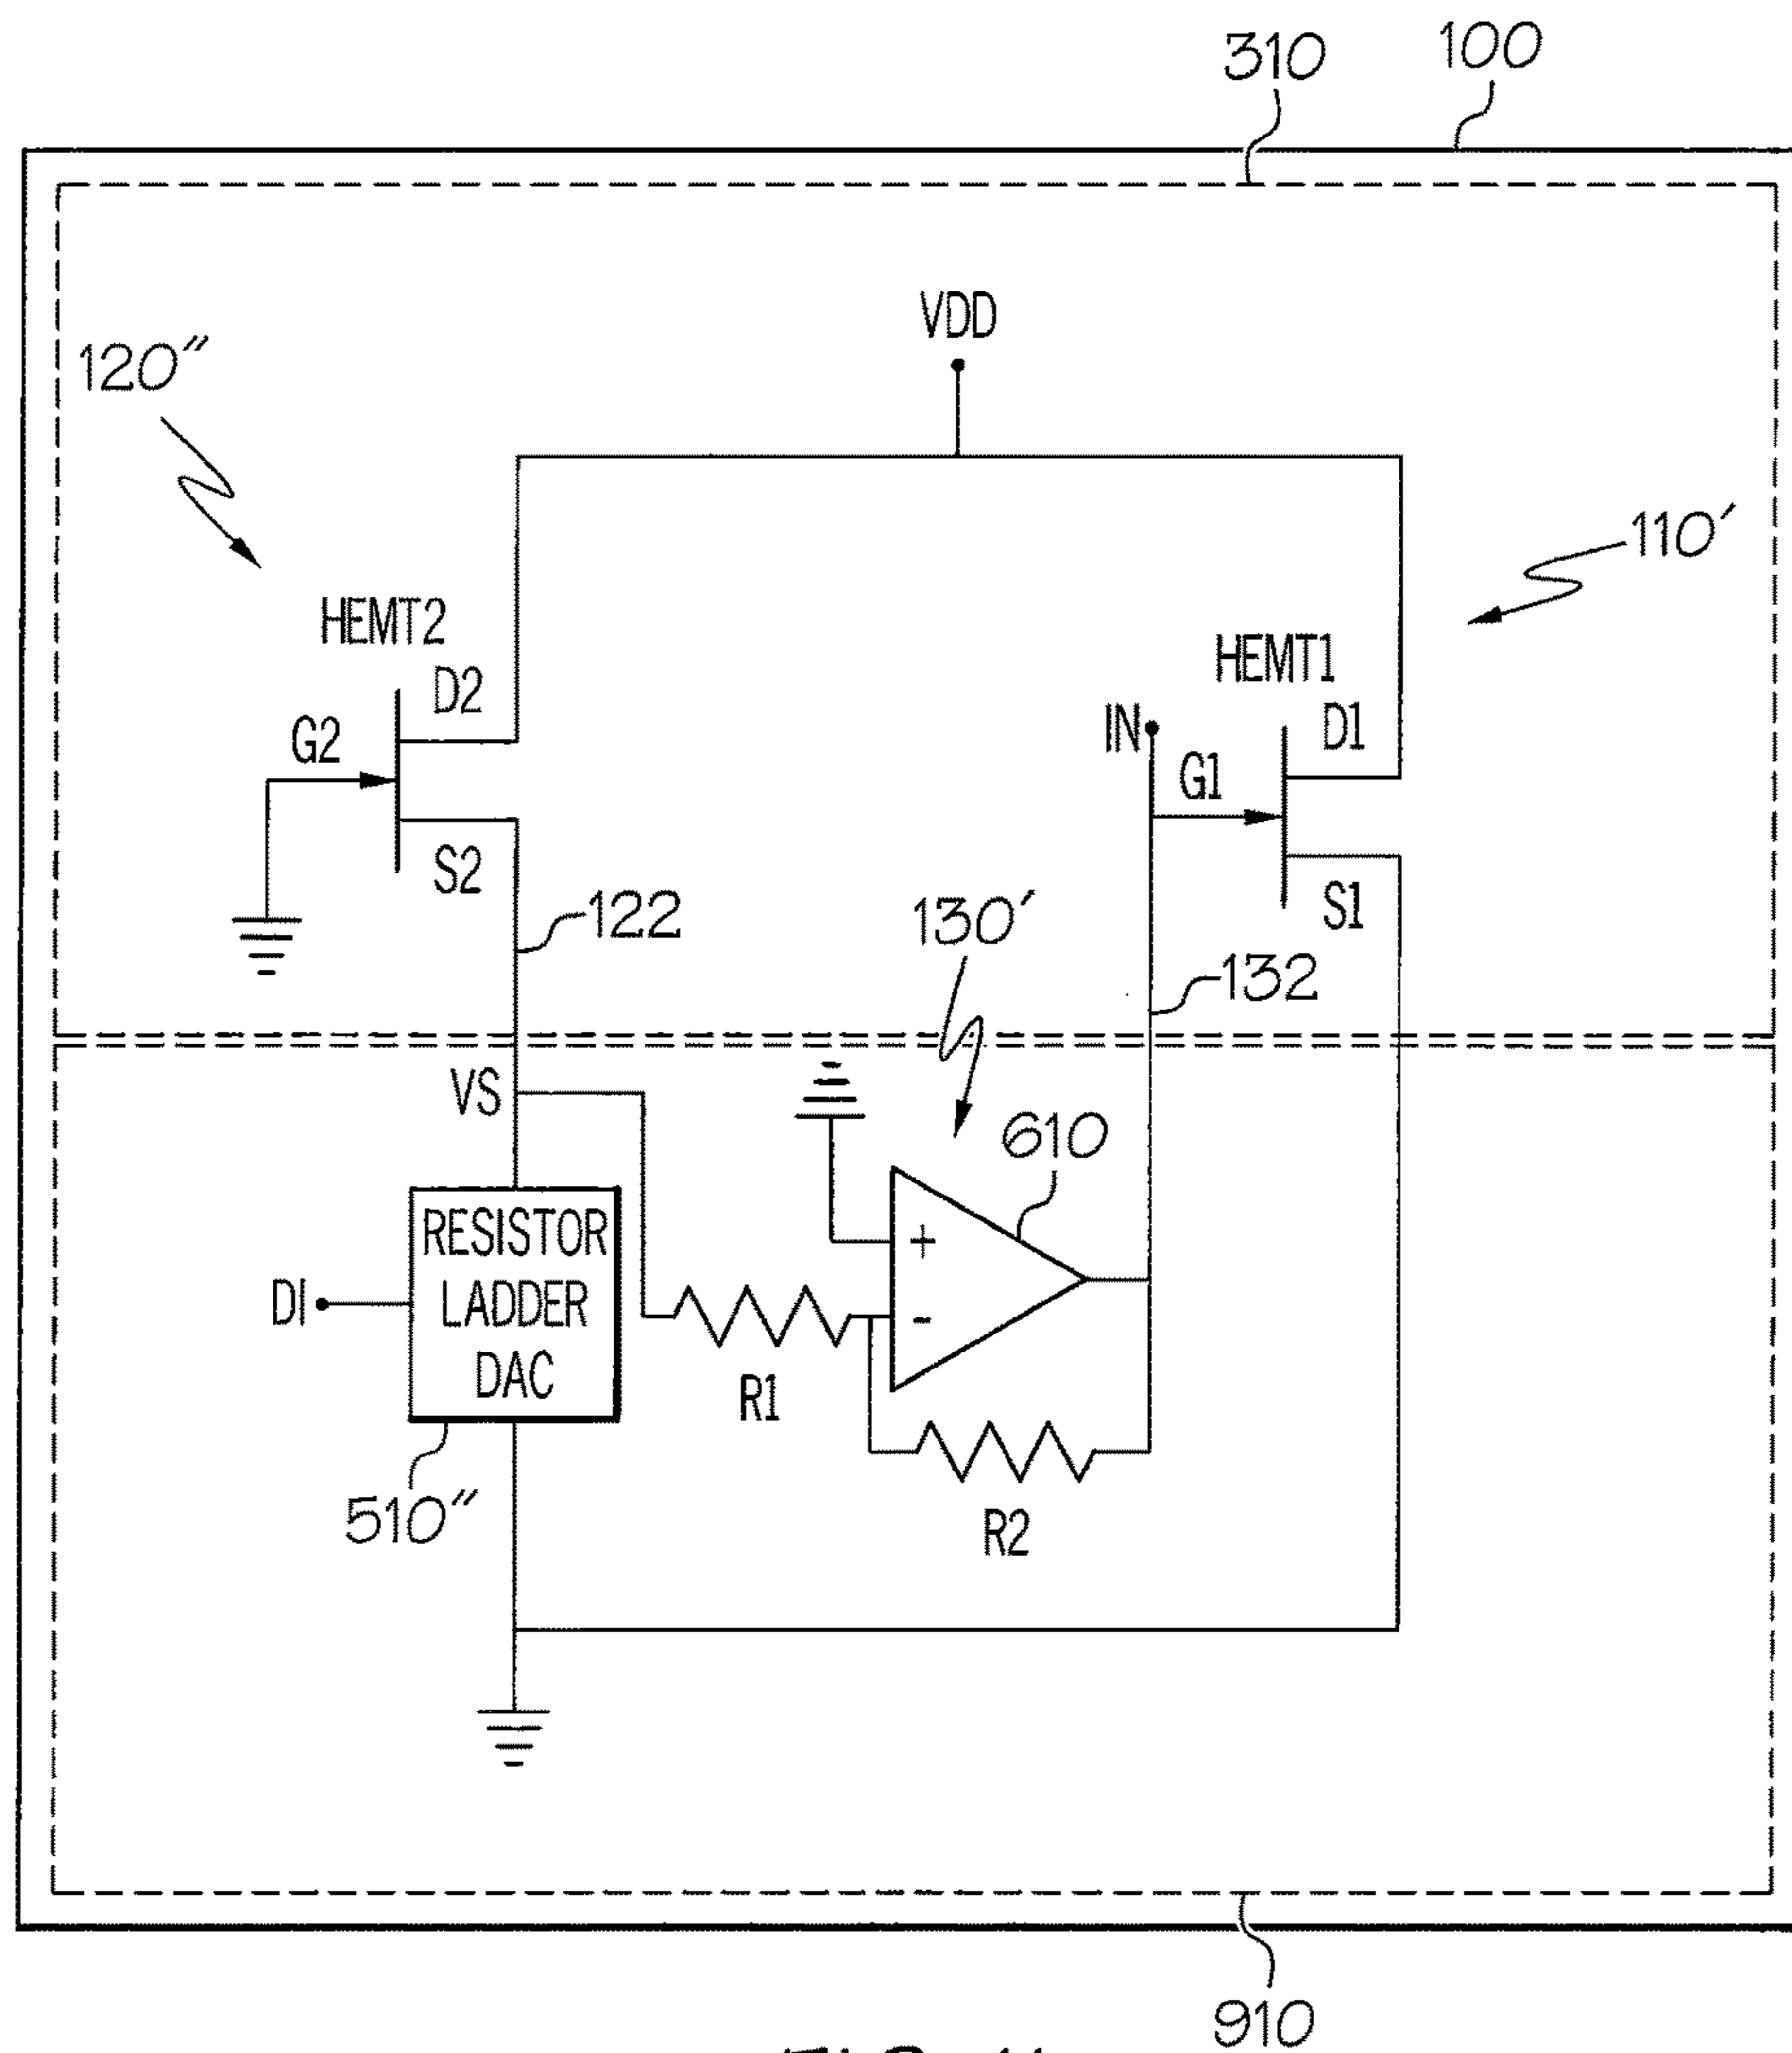 310
100
VDD
120"
110'
HEMT2
D2
G2
S2
HEMT1
IN
D1
G1
S1
122
130'
132
VS
610
+
-
RESISTOR
LADDER
DAC
DI
R1
510"
R2
910